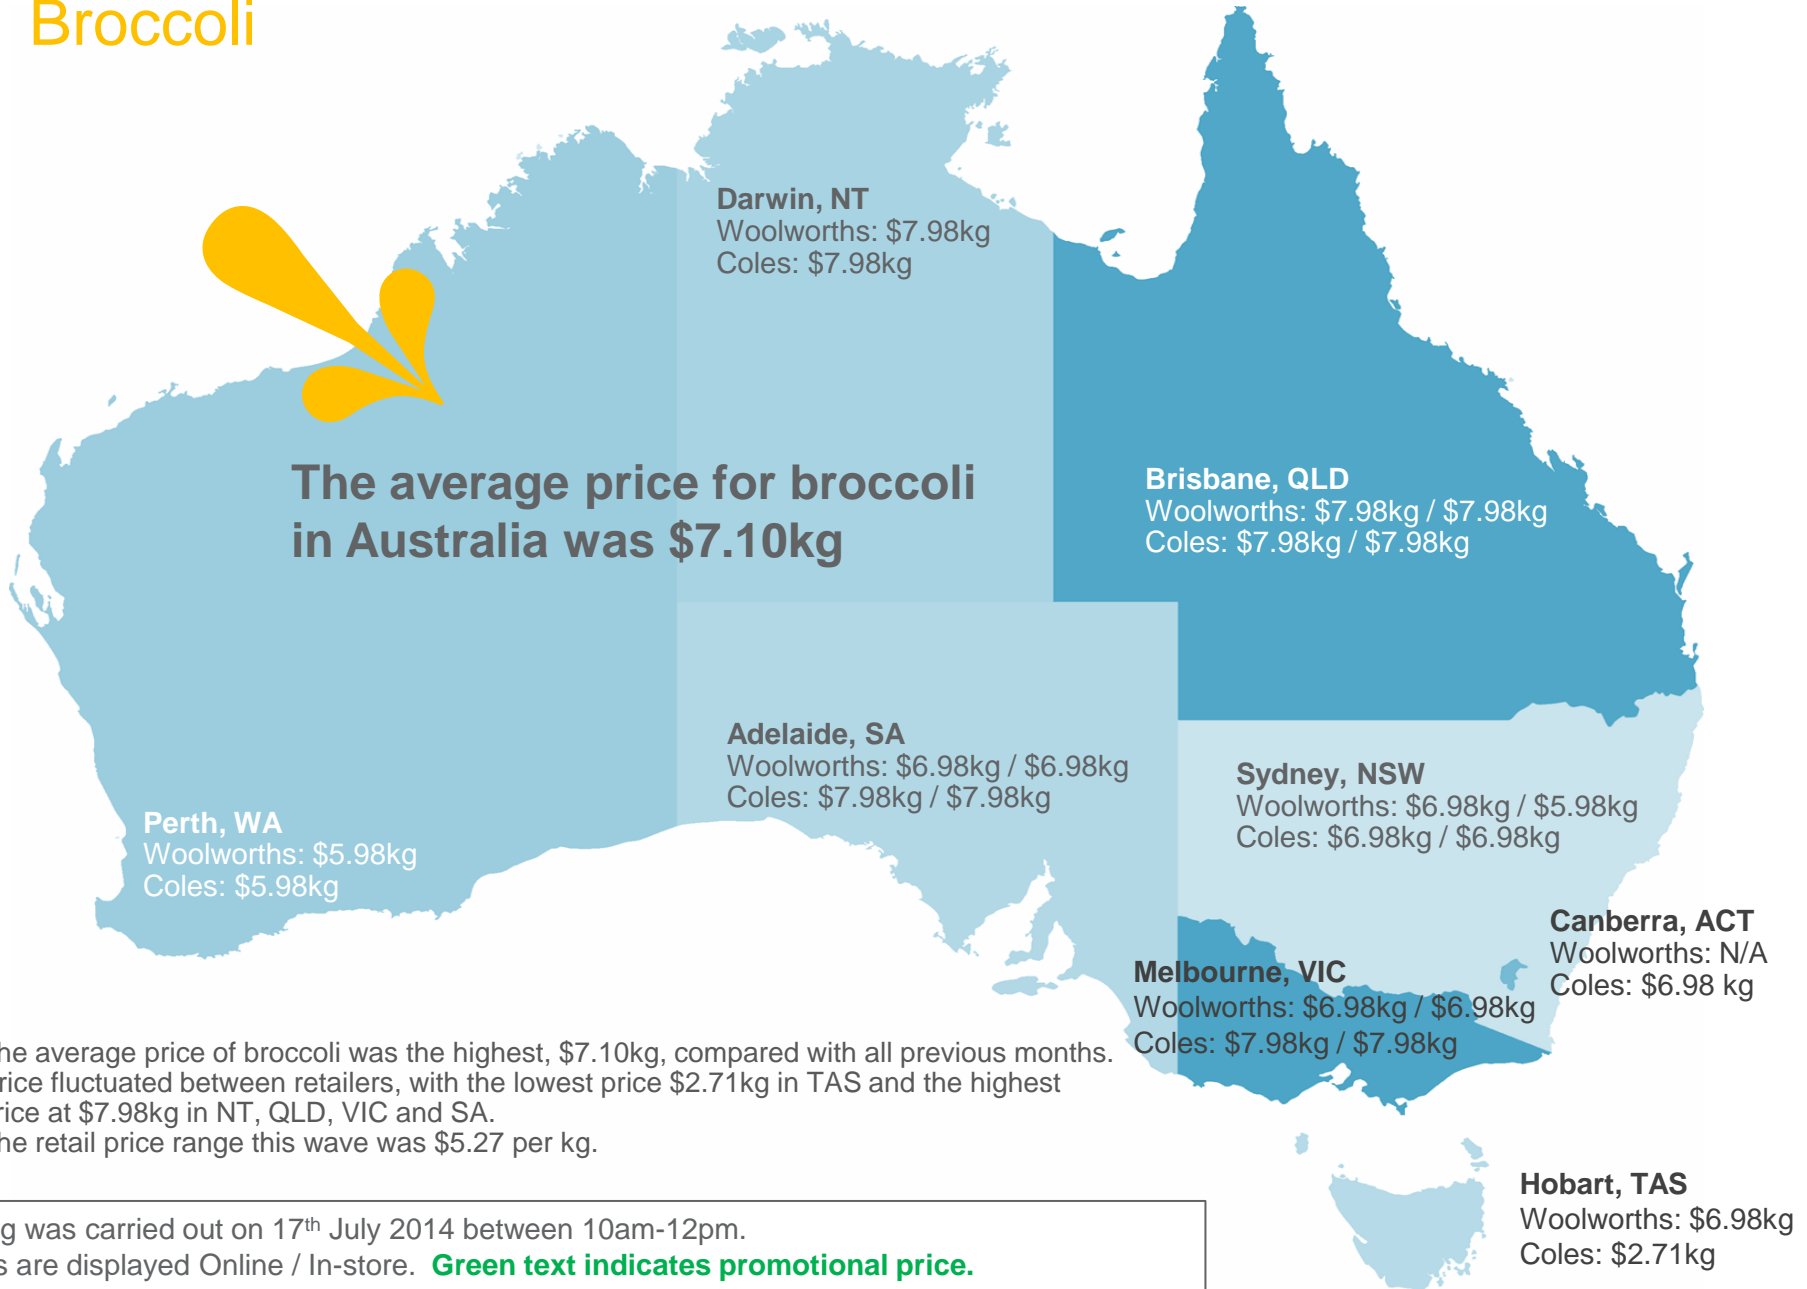 Broccoli
Darwin, NT
Woolworths: $7.98kg
Coles: $7.98kg
The average price for broccoli
in Australia was $7.10kg
Brisbane, QLD
Woolworths: $7.98kg / $7.98kg
Coles: $7.98kg / $7.98kg
Adelaide, SA
Woolworths: $6.98kg / $6.98kg
Coles: $7.98kg / $7.98kg
Sydney, NSW
Woolworths: $6.98kg / $5.98kg
Coles: $6.98kg / $6.98kg
Perth, WA
Woolworths: $5.98kg
Coles: $5.98kg
Canberra, ACT
Woolworths: N/A
Coles: $6.98 kg
Melbourne, VIC
Woolworths: $6.98kg / $6.98kg
Coles: $7.98kg / $7.98kg
he average price of broccoli was the highest, $7.10kg, compared with all previous months.
rice fluctuated between retailers, with the lowest price $2.71kg in TAS and the highest
rice at $7.98kg in NT, QLD, VIC and SA.
he retail price range this wave was $5.27 per kg.
Hobart, TAS
Woolworths: $6.98kg
Coles: $2.71kg
g was carried out on 17th July 2014 between 10am-12pm.
s are displayed Online / In-store. Green text indicates promotional price.